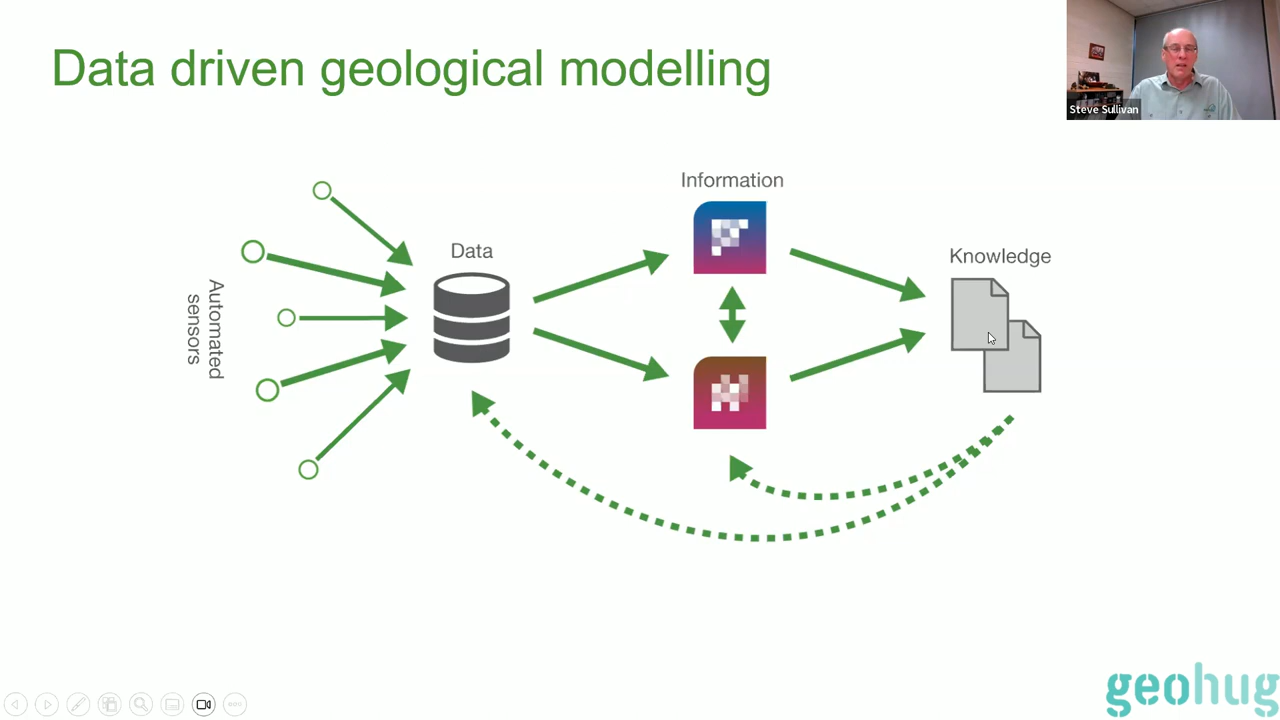 Data driven geological modelling
Steve Sullivan
Information
Data
Knowledge
Automated
sensors
geohug